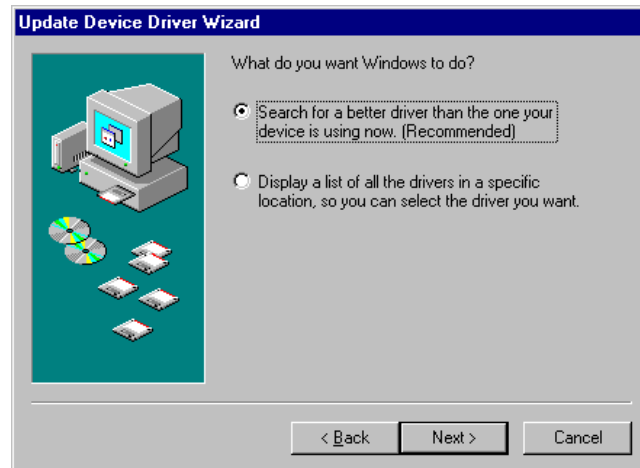 Update Device Driver Wizard
What do you want Windows to do?
Search for a better driver than the one your
device is using now. (Recommended)
Display a list of all the drivers in a specific
location, so you can select the driver you want.
< Back
Next >
Cancel